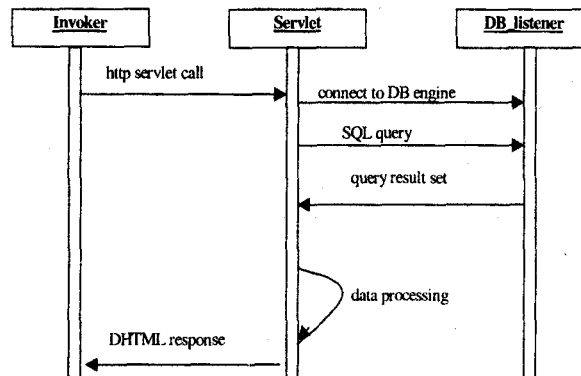 Invoker
Servlet
DB_listener
http servlet call
connect to DB engine
SQL query
query result set
data processing
DHTML response